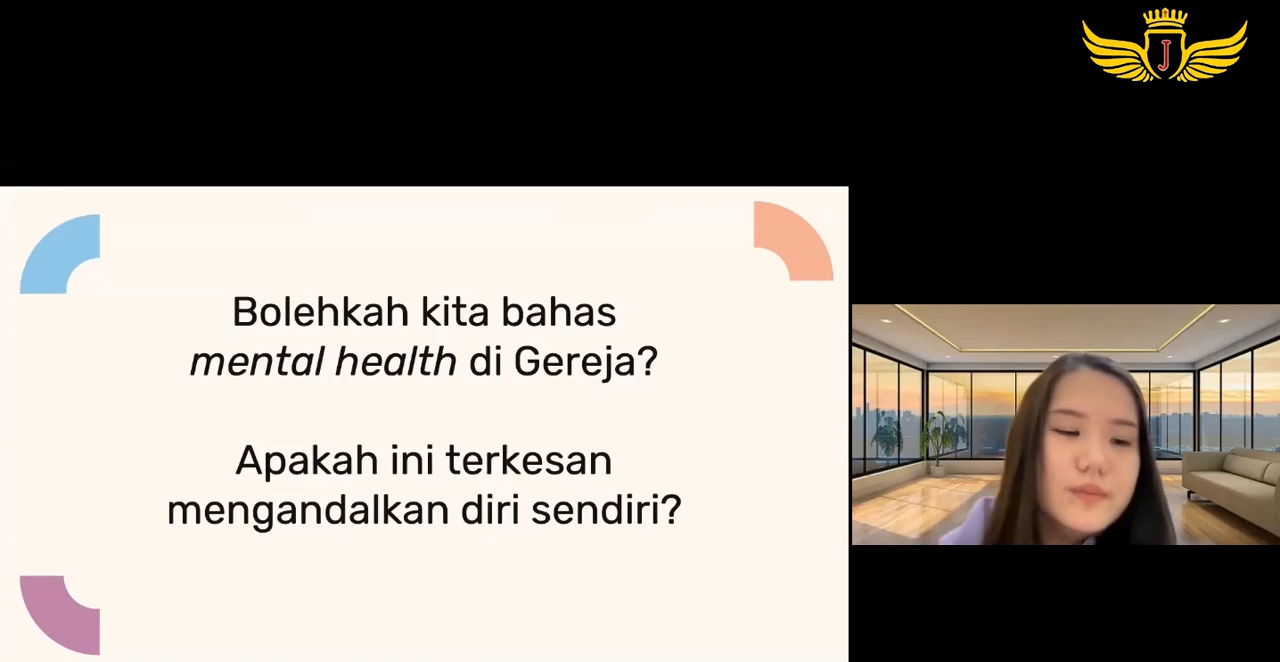 J
Bolehkah kita bahas
mental health di Gereja?
Apakah ini terkesan
mengandalkan diri sendiri?